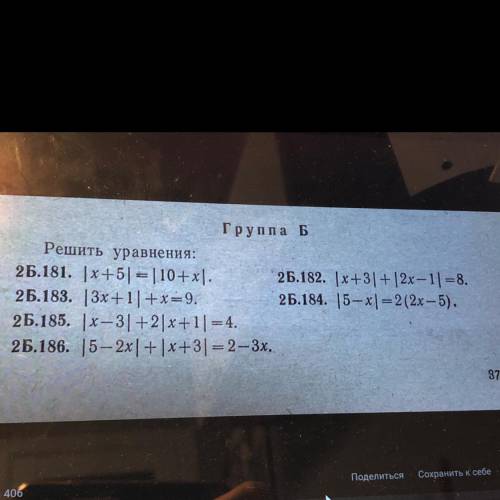 Группа Б
Решить уравнения:
2Б.181. |x+5|=|10+x|. 2Б.182. |x+3|+|2x−1|=8.
2Б.183. |3x+1|+x=9. 2Б.184. |5−x|=2(2x−5).
2Б.185. |x−3|+2|x+1|=4.
2Б.186. |5−2x|+|x+3|=2−3x.
37
Поделиться Сохранить к себе
406